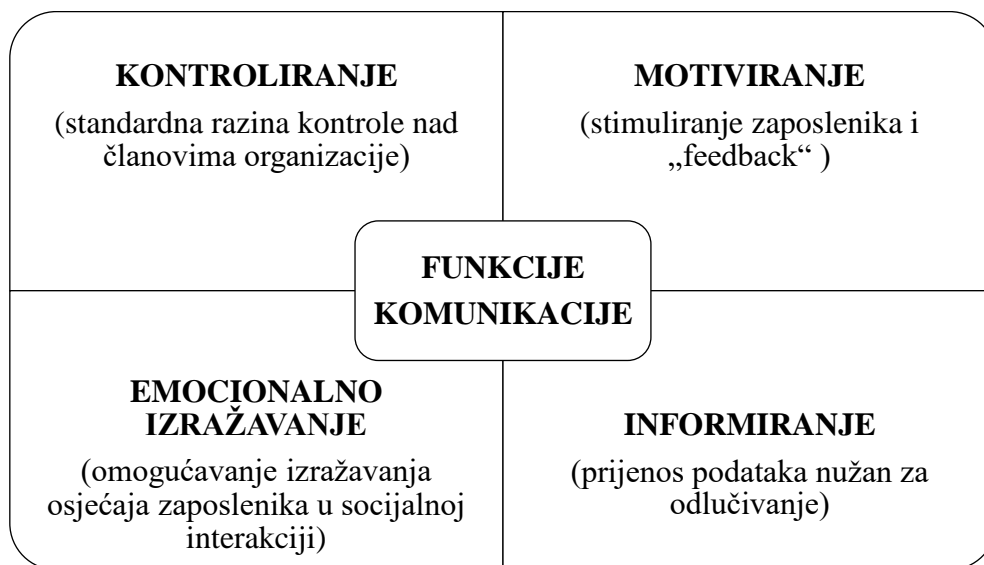 KONTROLIRANJE
(standardna razina kontrole nad
članovima organizacije)
MOTIVIRANJE
(stimuliranje zaposlenika i
„feedback“ )
FUNKCIJE
KOMUNIKACIJE
EMOCIONALNO
IZRAŽAVANJE
(omogućavanje izražavanja
osjećaja zaposlenika u socijalnoj
interakciji)
INFORMIRANJE
(prijenos podataka nužan za
odlučivanje)